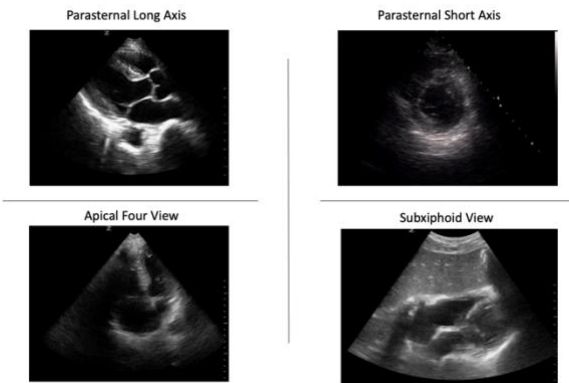 Parasternal Long Axis
Parasternal Short Axis
Apical Four View
Subxiphoid View